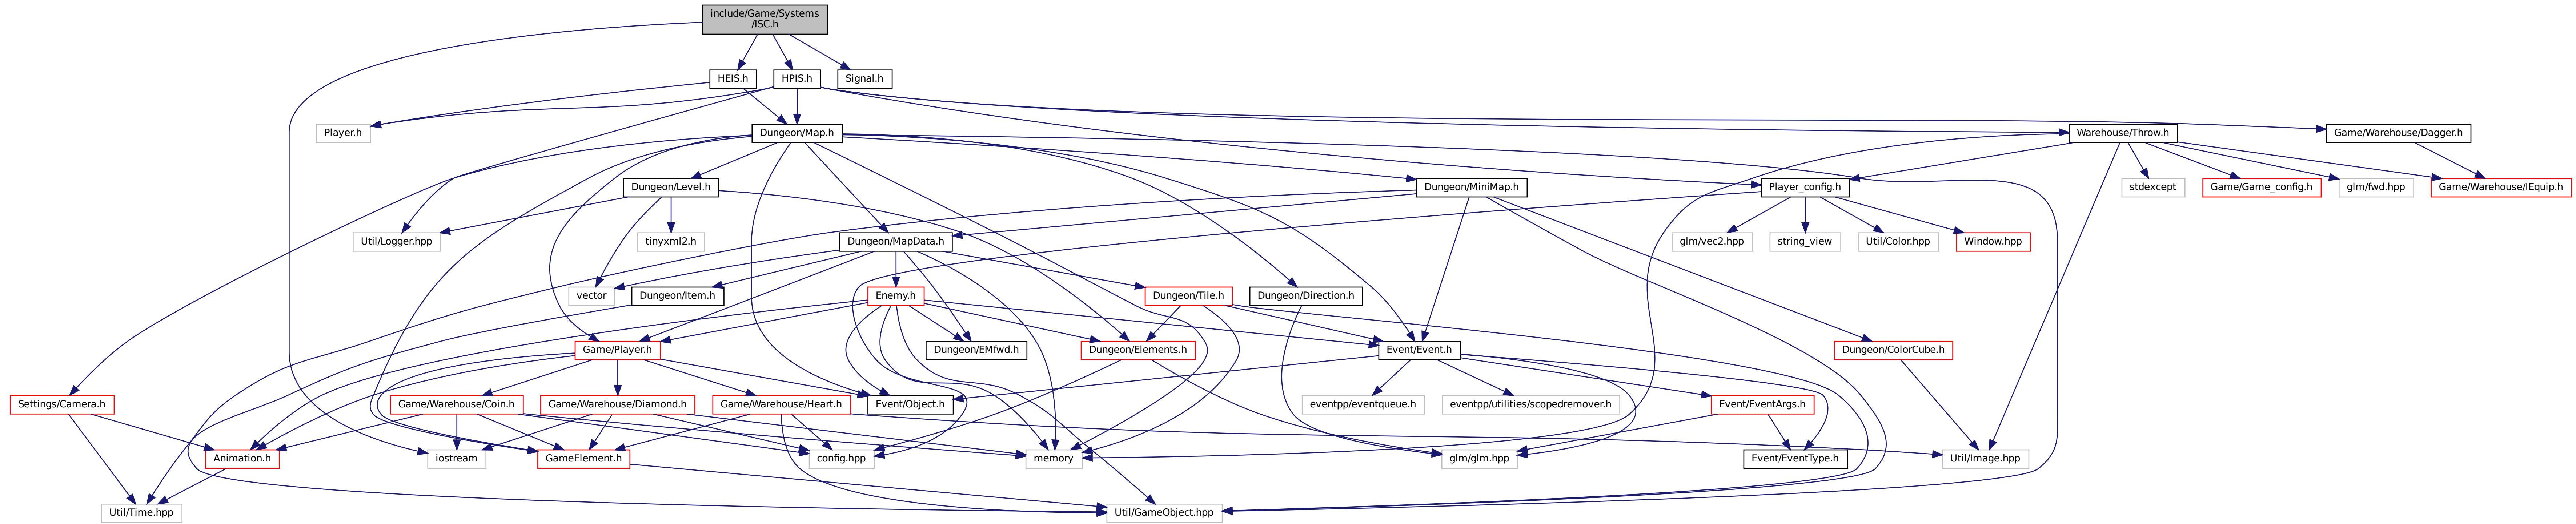 include/Game/Systems
/ISC.h
HEIS.h
HPIS.h
Signal.h
Player.h
Dungeon/Map.h
Warehouse/Throw.h
Game/Warehouse/Dagger.h
Dungeon/Level.h
Dungeon/MiniMap.h
Player_config.h
stdexcept
Game/Game_config.h
glm/fwd.hpp
Game/Warehouse/IEquip.h
Util/Logger.hpp
tinyxml2.h
Dungeon/MapData.h
glm/vec2.hpp
string_view
Util/Color.hpp
Window.hpp
vector
Dungeon/Item.h
Enemy.h
Dungeon/Tile.h
Dungeon/Direction.h
Game/Player.h
Dungeon/EMfwd.h
Dungeon/Elements.h
Event/Event.h
Dungeon/ColorCube.h
Settings/Camera.h
Game/Warehouse/Coin.h
Game/Warehouse/Diamond.h
Game/Warehouse/Heart.h
Event/Object.h
eventpp/eventqueue.h
eventpp/utilities/scopedremover.h
Event/EventArgs.h
Animation.h
iostream
GameElement.h
config.hpp
memory
glm/glm.hpp
Event/EventType.h
Util/Image.hpp
Util/Time.hpp
Util/GameObject.hpp